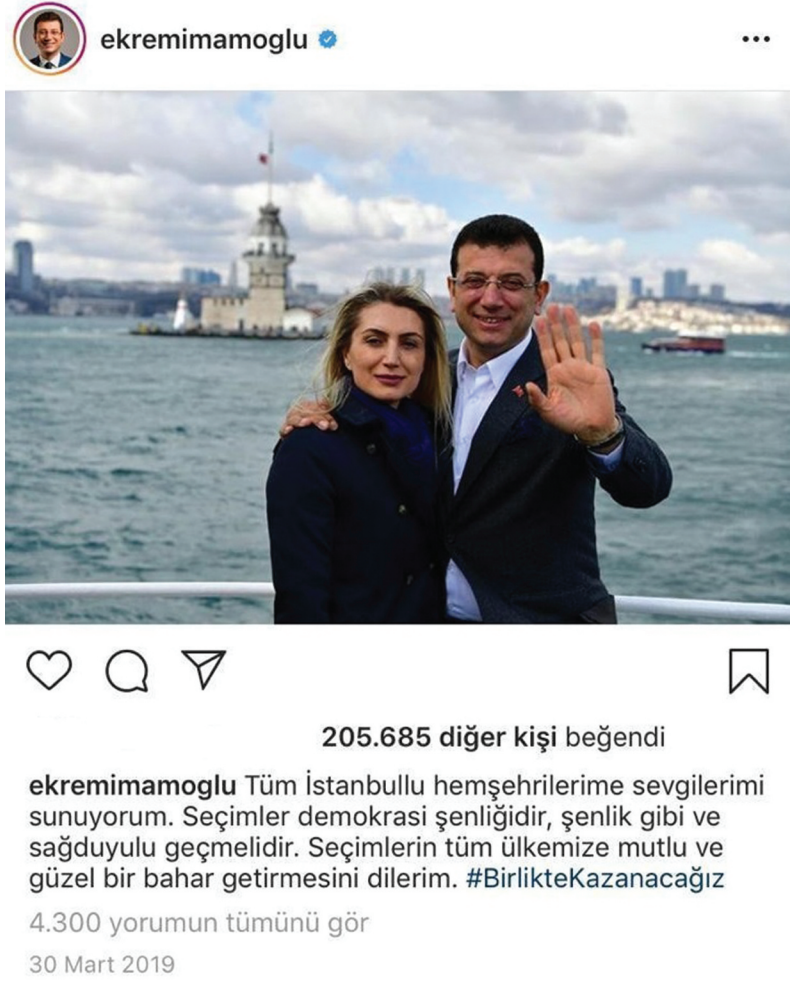 ekremimamoglu
205.685 diğer kişi beğendi
ekremimamoglu Tüm İstanbullu hemşehrilerime sevgilerimi
sunuyorum. Seçimler demokrasi şenliğidir, şenlik gibi ve
sağduyulu geçmelidir. Seçimlerin tüm ülkemize mutlu ve
güzel bir bahar getirmesini dilerim. #BirlikteKazanacağız
4.300 yorumun tümünü gör
30 Mart 2019